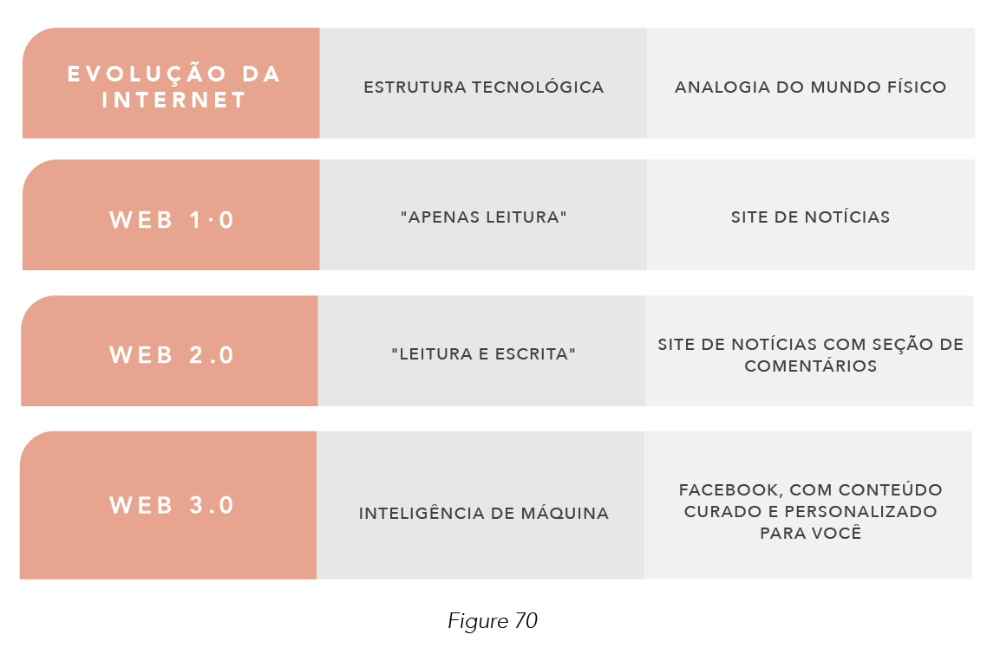 EVOLUÇÃO DA
INTERNET
ESTRUTURA TECNOLÓGICA
ANALOGIA DO MUNDO FÍSICO
WEB 1·0
"APENAS LEITURA"
SITE DE NOTÍCIAS
WEB 2.0
"LEITURA E ESCRITA"
SITE DE NOTÍCIAS COM SEÇÃO DE
COMENTÁRIOS
WEB 3.0
INTELIGÊNCIA DE MÁQUINA
FACEBOOK, COM CONTEÚDO
CURADO E PERSONALIZADO
PARA VOCÊ
Figure 70